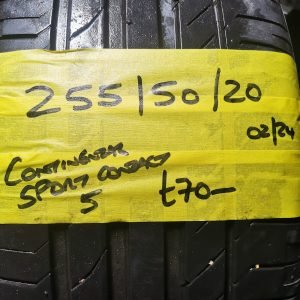 255/50/20
02/24
CONTINENTAL
SPORT CONTACT
5 £70-